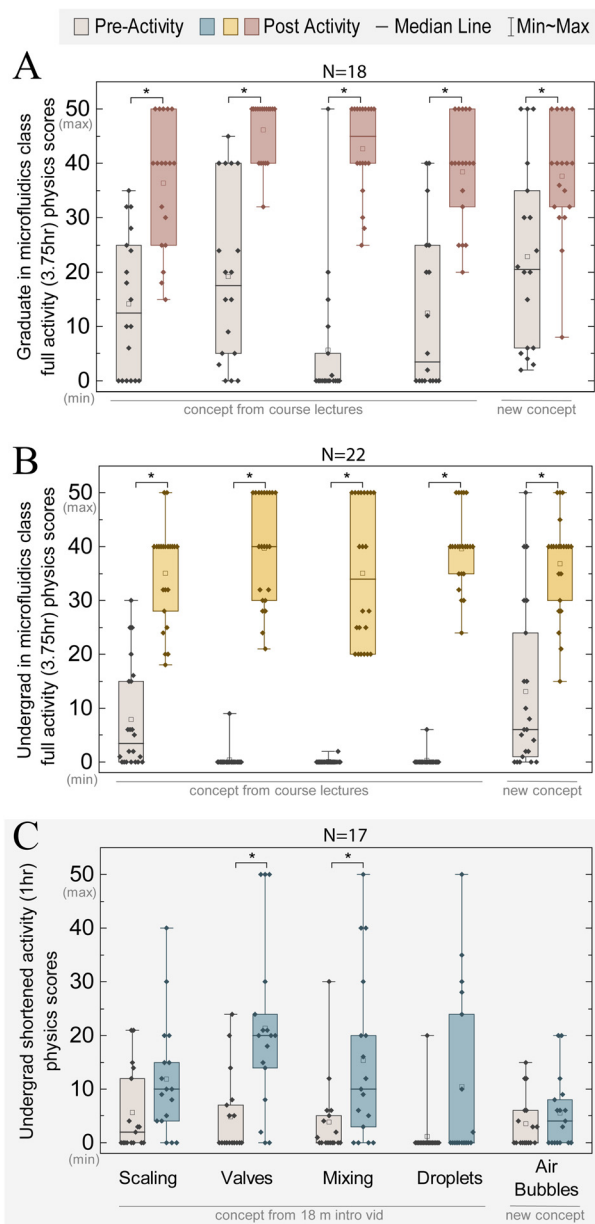 Pre-Activity Post Activity Median Line Min~Max
A
N=18
* * * * *
Graduate in microfluidics class
full activity (3.75hr) physics scores
50
(max)
40
30
20
10
0
(min)
concept from course lectures new concept
B
N=22
* * * * *
Undergrad in microfluidics class
full activity (3.75hr) physics scores
50
(max)
40
30
20
10
0
(min)
concept from course lectures new concept
C
N=17
* *
Undergrad shortened activity (1hr)
physics scores
50
(max)
40
30
20
10
0
(min)
Scaling Valves Mixing Droplets Air
Bubbles
concept from 18 m intro vid new concept